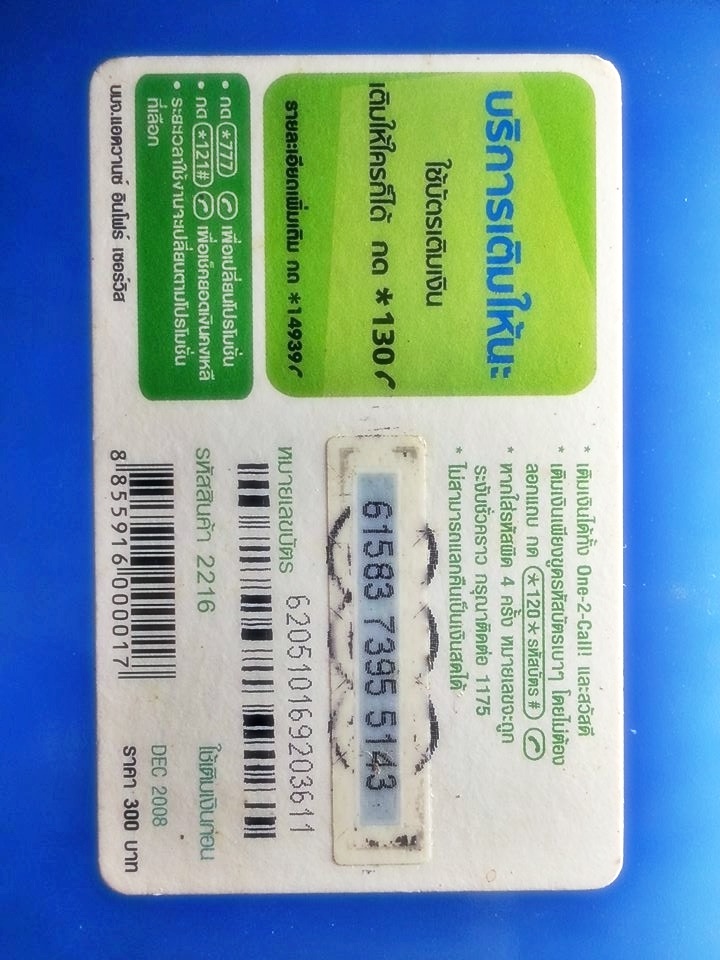 บริการเติมให้นะ
ใช้บัตรเติมเงิน
เติมให้ใครก็ได้ กด *130
รายละเอียดเพิ่มเติม กด *14939
• กด *777 เพื่อเปลี่ยนโปรโมชั่น
• กด *121# เพื่อเช็คยอดเงินคงเหลือ
• ระยะเวลาใช้งานจะเปลี่ยนตามโปรโมชั่น
ที่เลือก
บมจ.แอดวานซ์ อินโฟร์ เซอร์วิส
* เติมเงินได้ทั้ง One-2-Call! และสวัสดี
* เติมเงินเพียงขูดรหัสบัตรเบาๆ โดยไม่ต้อง
ลอกแถบ กด *120*รหัสบัตร#
* หากใส่รหัสผิด 4 ครั้ง หมายเลขจะถูก
ระงับชั่วคราว กรุณาติดต่อ 1175
* ไม่สามารถแลกคืนเป็นเงินสดได้
61583 7395 5143
หมายเลขบัตร 62051016920361 1
รหัสสินค้า 2216
ใช้เติมเงินก่อน
DEC 2008
8 855916 000017
ราคา 300 บาท